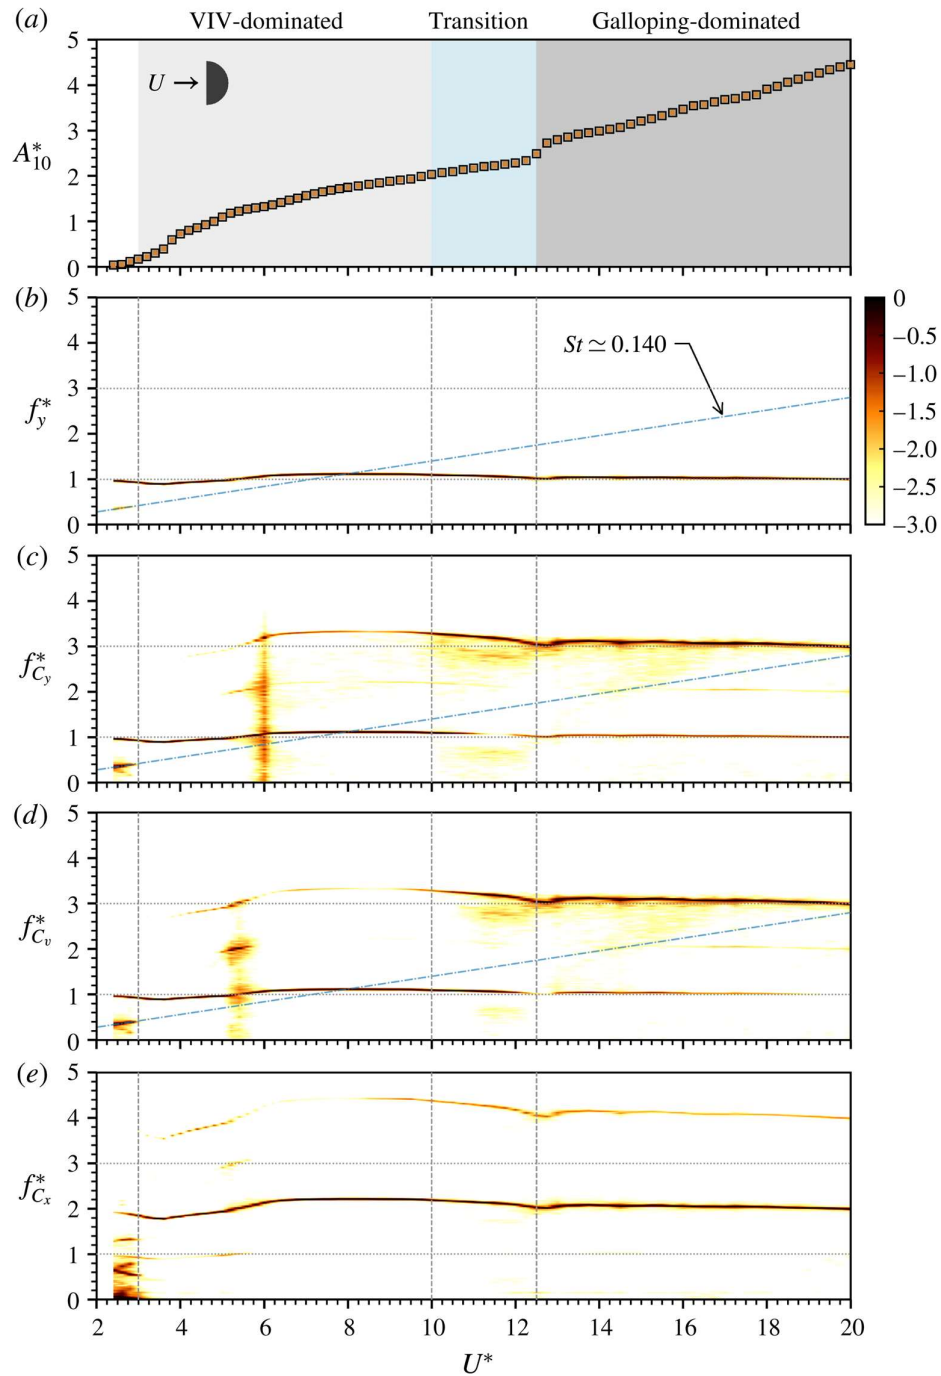 (a) VIV-dominated Transition Galloping-dominated
5
4
3
2
1
0
A*10
U →
(b)
5
4
3
2
1
0
f*y
St ≃ 0.140
0
−0.5
−1.0
−1.5
−2.0
−2.5
−3.0
(c)
5
4
3
2
1
0
f*Cy
(d)
5
4
3
2
1
0
f*Cv
(e)
5
4
3
2
1
0
f*Cx
2 4 6 8 10 12 14 16 18 20
U*